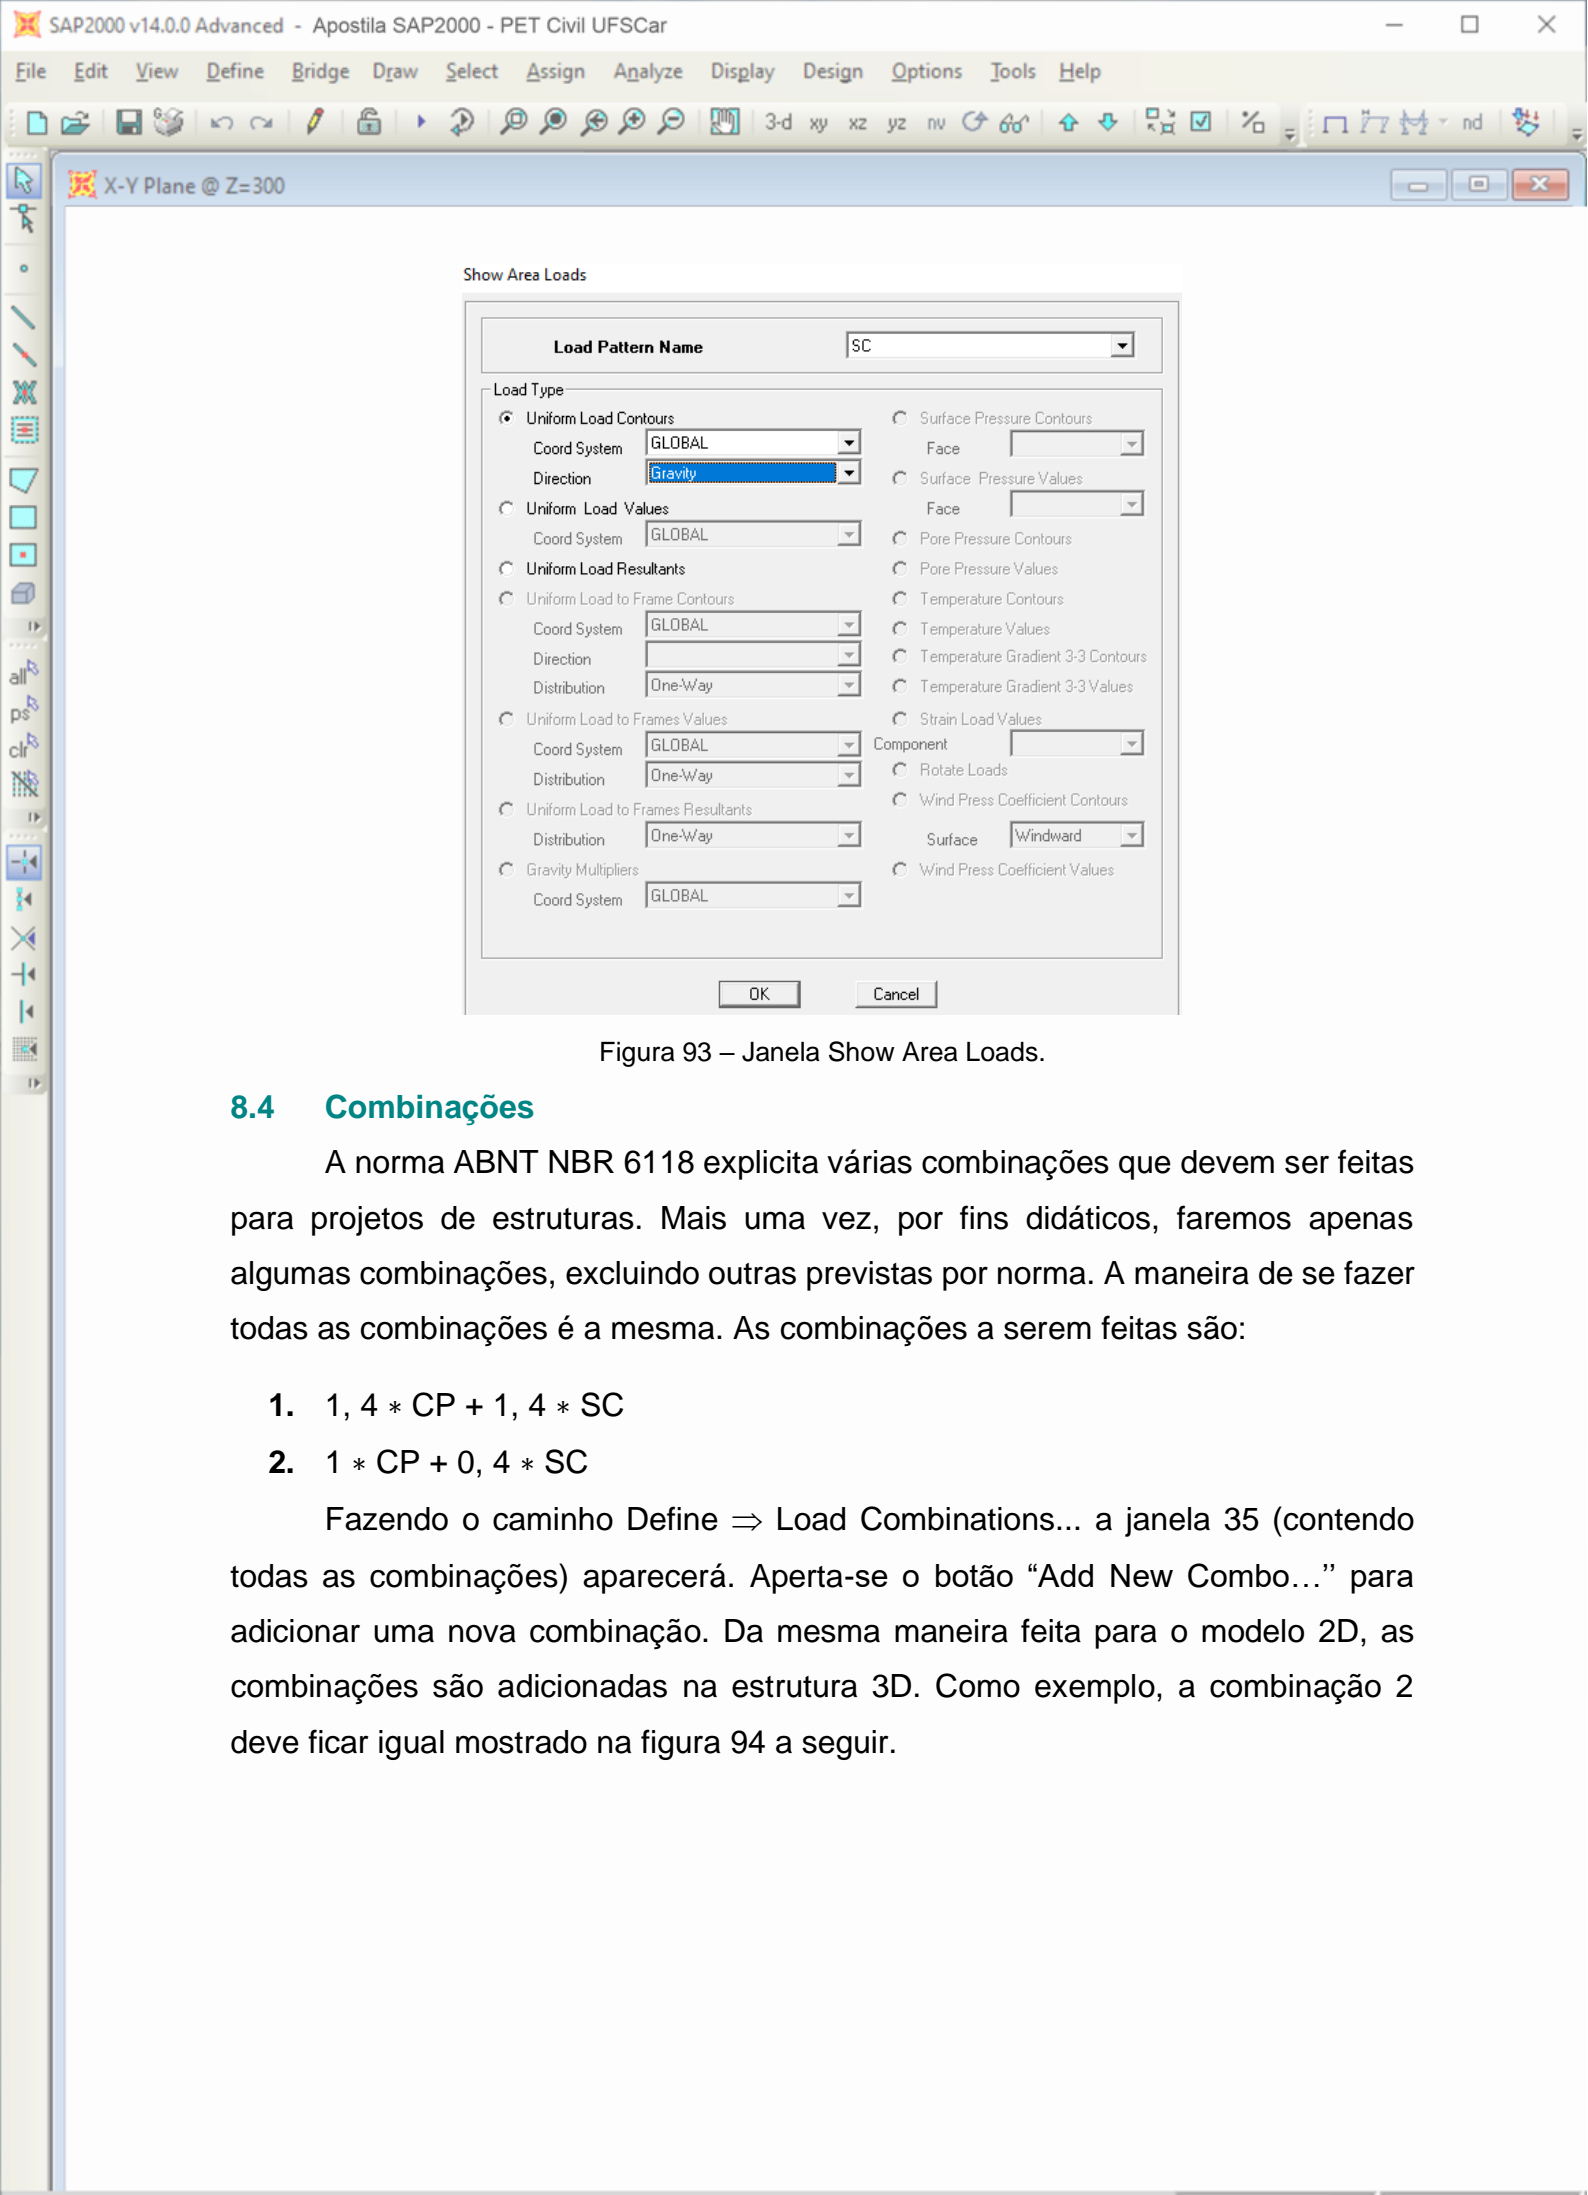 SAP2000 v14.0.0 Advanced - Apostila SAP2000 - PET Civil UFSCar
File Edit View Define Bridge Draw Select Assign Analyze Display Design Options Tools Help
3-d xy xz yz nv nd
X-Y Plane @ Z=300
all
ps
clr
Show Area Loads
Load Pattern Name SC
Load Type
Uniform Load Contours
Coord System GLOBAL
Direction Gravity
Uniform Load Values
Coord System GLOBAL
Uniform Load Resultants
Uniform Load to Frame Contours
Coord System GLOBAL
Direction
Distribution One-Way
Uniform Load to Frames Values
Coord System GLOBAL
Distribution One-Way
Uniform Load to Frames Resultants
Distribution One-Way
Gravity Multipliers
Coord System GLOBAL
Surface Pressure Contours
Face
Surface Pressure Values
Face
Pore Pressure Contours
Pore Pressure Values
Temperature Contours
Temperature Values
Temperature Gradient 3-3 Contours
Temperature Gradient 3-3 Values
Strain Load Values
Component
Rotate Loads
Wind Press Coefficient Contours
Surface Windward
Wind Press Coefficient Values
OK Cancel
Figura 93 – Janela Show Area Loads.
8.4 Combinações
A norma ABNT NBR 6118 explicita várias combinações que devem ser feitas
para projetos de estruturas. Mais uma vez, por fins didáticos, faremos apenas
algumas combinações, excluindo outras previstas por norma. A maneira de se fazer
todas as combinações é a mesma. As combinações a serem feitas são:
1. 1, 4 ∗ CP + 1, 4 ∗ SC
2. 1 ∗ CP + 0, 4 ∗ SC
Fazendo o caminho Define ⇒ Load Combinations... a janela 35 (contendo
todas as combinações) aparecerá. Aperta-se o botão “Add New Combo…’’ para
adicionar uma nova combinação. Da mesma maneira feita para o modelo 2D, as
combinações são adicionadas na estrutura 3D. Como exemplo, a combinação 2
deve ficar igual mostrado na figura 94 a seguir.